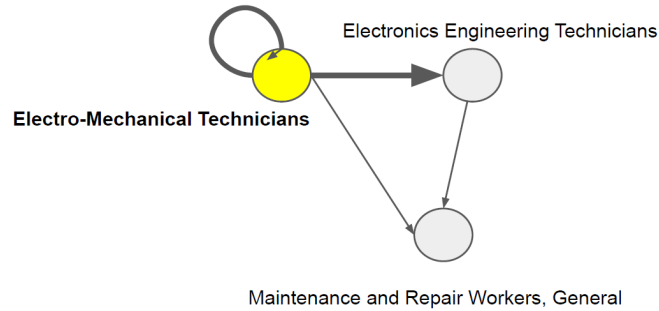 Electronics Engineering Technicians
Electro-Mechanical Technicians
Maintenance and Repair Workers, General